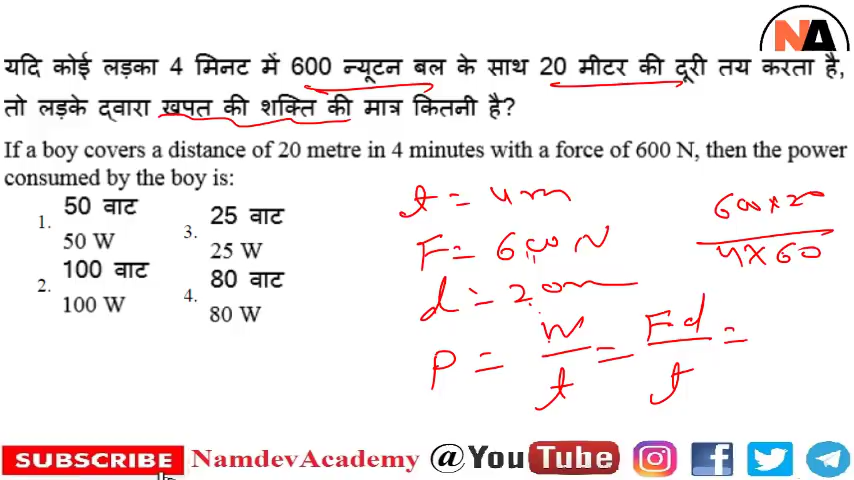 NA
यदि कोई लड़का 4 मिनट में 600 न्यूटन बल के साथ 20 मीटर की दूरी तय करता है,
तो लड़के द्वारा खपत की शक्ति की मात्र कितनी है?
If a boy covers a distance of 20 metre in 4 minutes with a force of 600 N, then the power
consumed by the boy is:
1. 50 वाट
50 W
2. 100 वाट
100 W
3. 25 वाट
25 W
4. 80 वाट
80 W
t = 4m
F = 600 N
d = 20m
P = W/t = Fd/t =
600×20
4×60
SUBSCRIBE NamdevAcademy @YouTube